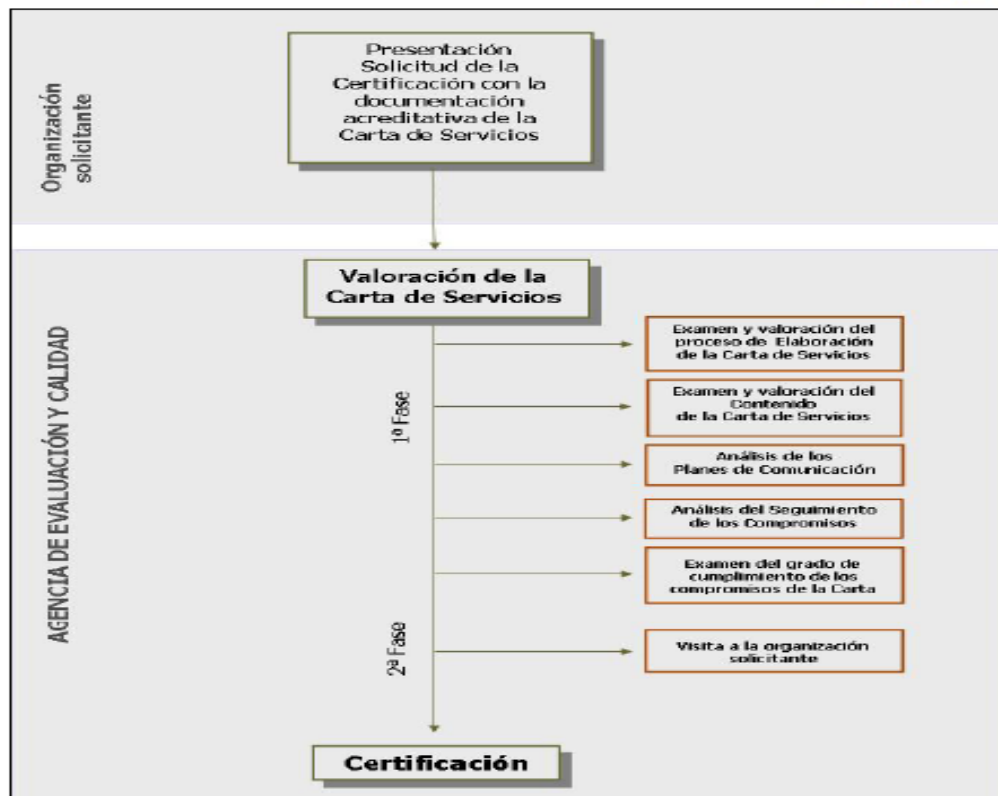 Organización
solicitante
Presentación
Solicitud de la
Certificación con la
documentación
acreditativa de la
Carta de Servicios
AGENCIA DE EVALUACIÓN Y CALIDAD
Valoración de la
Carta de Servicios
1ª Fase
Examen y valoración del
proceso de Elaboración
de la Carta de Servicios
Examen y valoración del
Contenido
de la Carta de Servicios
Análisis de los
Planes de Comunicación
Análisis del Seguimiento
de los Compromisos
Examen del grado de
cumplimiento de los
compromisos de la Carta
2ª Fase
Visita a la organización
solicitante
Certificación